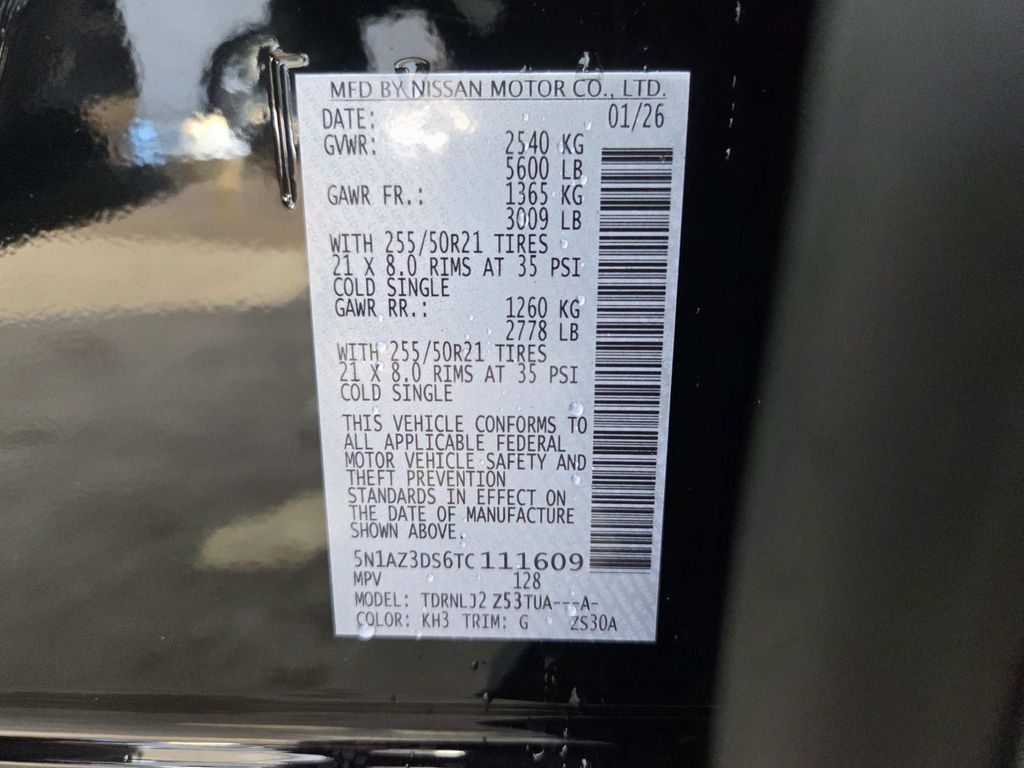 MFD BY NISSAN MOTOR CO., LTD.
DATE: 01/26
GVWR: 2540 KG
5600 LB
GAWR FR.: 1365 KG
3009 LB
WITH 255/50R21 TIRES
21 X 8.0 RIMS AT 35 PSI
COLD SINGLE
GAWR RR.: 1260 KG
2778 LB
WITH 255/50R21 TIRES
21 X 8.0 RIMS AT 35 PSI
COLD SINGLE
THIS VEHICLE CONFORMS TO
ALL APPLICABLE FEDERAL
MOTOR VEHICLE SAFETY AND
THEFT PREVENTION
STANDARDS IN EFFECT ON
THE DATE OF MANUFACTURE
SHOWN ABOVE.
5N1AZ3DS6TC111609
MPV 128
MODEL: TDRNLJ2 Z53TUA---A-
COLOR: KH3 TRIM: G ZS30A